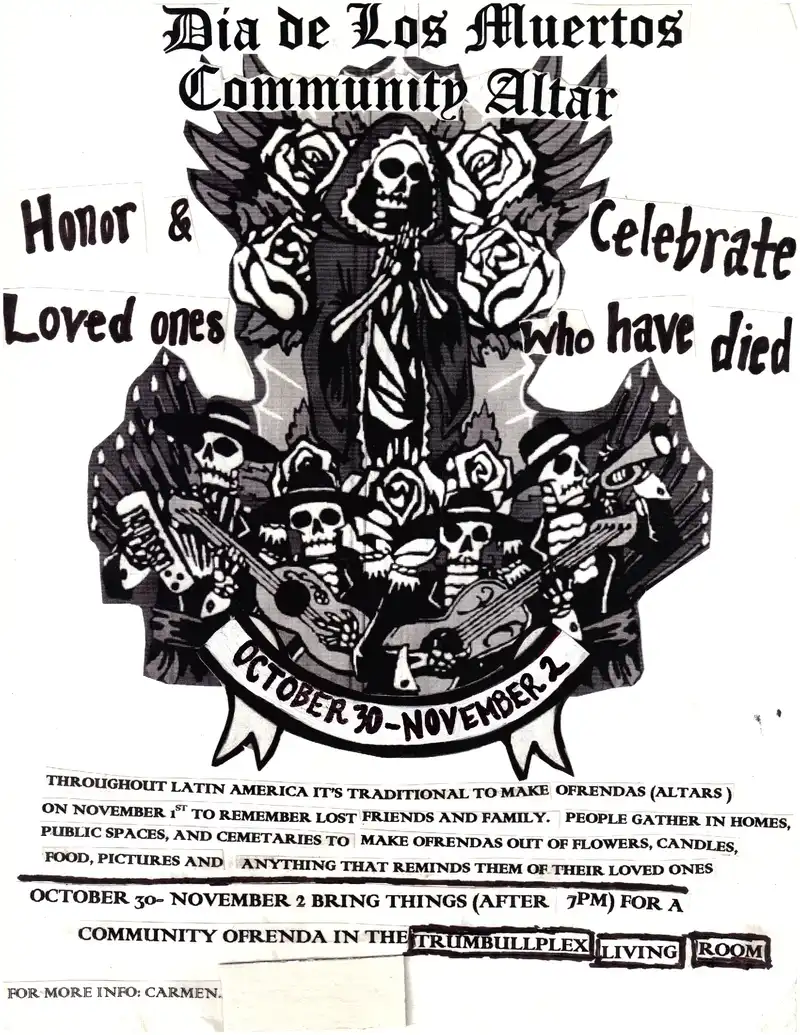 Dia de Los Muertos
Community Altar
Honor & Celebrate
Loved ones who have died
OCTOBER 30-NOVEMBER 2
THROUGHOUT LATIN AMERICA IT'S TRADITIONAL TO MAKE OFRENDAS (ALTARS )
ON NOVEMBER 1ST TO REMEMBER LOST FRIENDS AND FAMILY. PEOPLE GATHER IN HOMES,
PUBLIC SPACES, AND CEMETARIES TO MAKE OFRENDAS OUT OF FLOWERS, CANDLES,
FOOD, PICTURES AND ANYTHING THAT REMINDS THEM OF THEIR LOVED ONES
OCTOBER 30- NOVEMBER 2 BRING THINGS (AFTER 7PM) FOR A
COMMUNITY OFRENDA IN THE TRUMBULLPLEX LIVING ROOM
FOR MORE INFO: CARMEN.